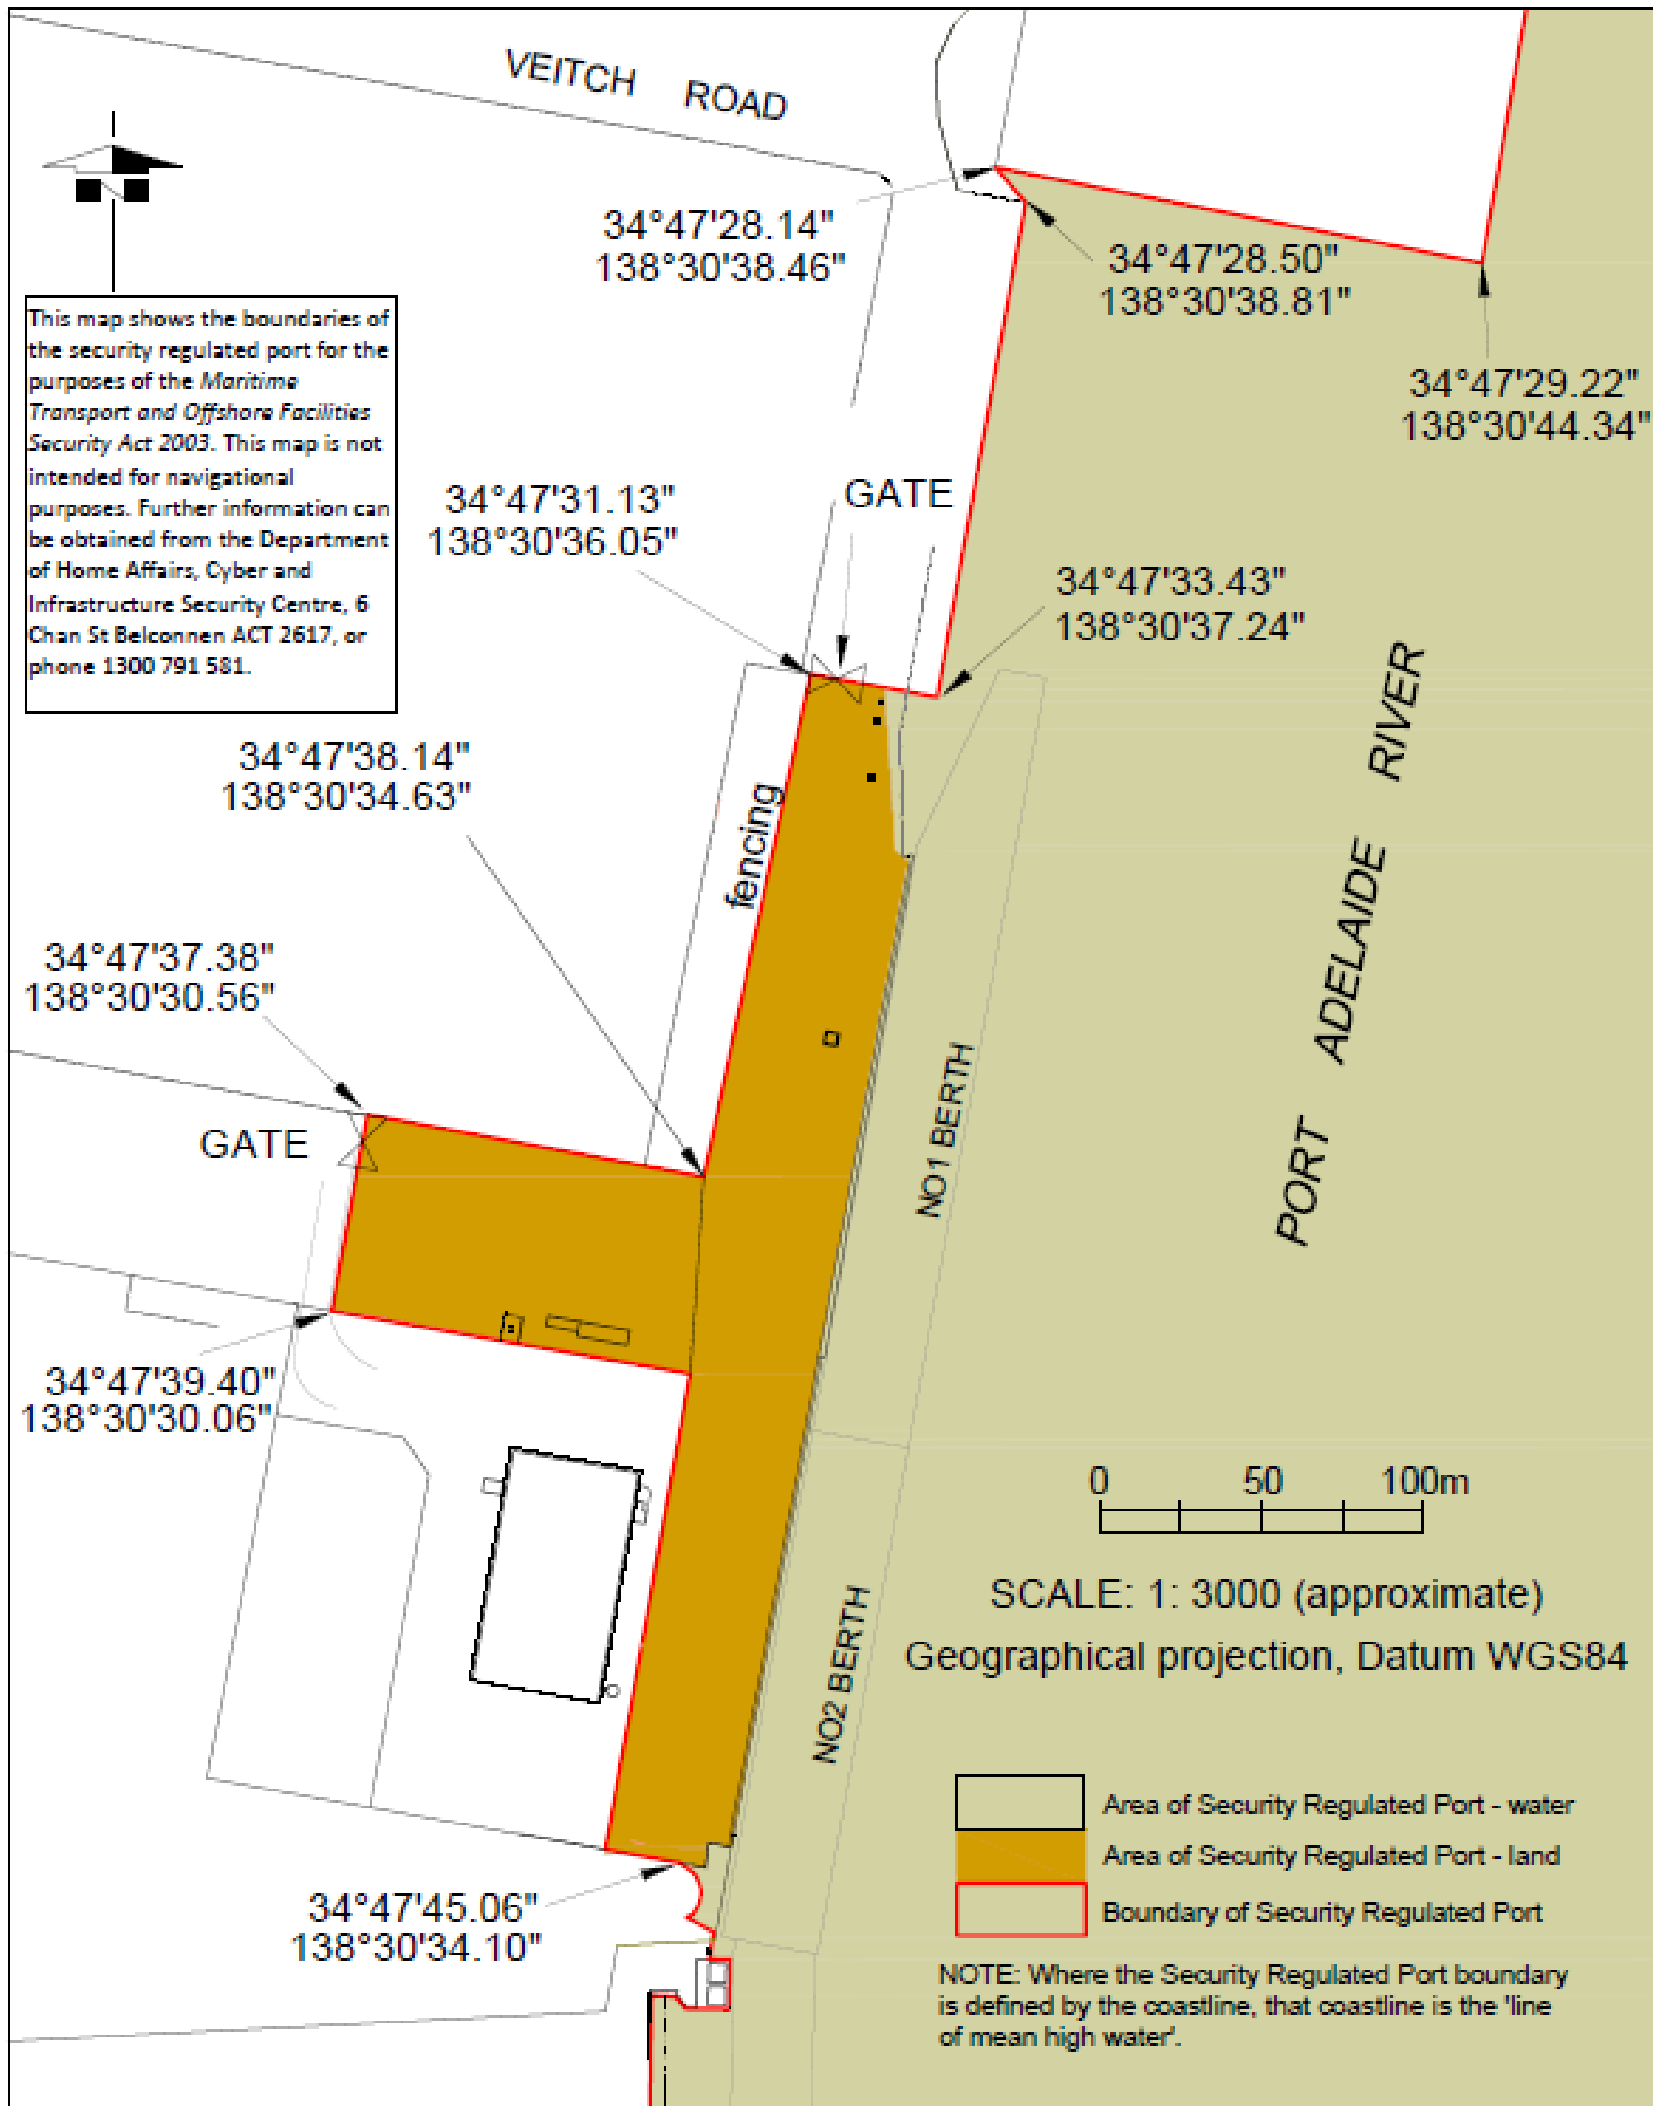 VEITCH ROAD
34°47'28.14"
138°30'38.46"
34°47'28.50"
138°30'38.81"
34°47'29.22"
138°30'44.34"
This map shows the boundaries of
the security regulated port for the
purposes of the Maritime
Transport and Offshore Facilities
Security Act 2003. This map is not
intended for navigational
purposes. Further information can
be obtained from the Department
of Home Affairs, Cyber and
Infrastructure Security Centre, 6
Chan St Belconnen ACT 2617, or
phone 1300 791 581.
34°47'31.13"
138°30'36.05"
GATE
34°47'33.43"
138°30'37.24"
34°47'38.14"
138°30'34.63"
fencing
PORT ADELAIDE RIVER
34°47'37.38"
138°30'30.56"
GATE
NO1 BERTH
34°47'39.40"
138°30'30.06"
0 50 100m
SCALE: 1: 3000 (approximate)
Geographical projection, Datum WGS84
NO2 BERTH
Area of Security Regulated Port - water
Area of Security Regulated Port - land
Boundary of Security Regulated Port
34°47'45.06"
138°30'34.10"
NOTE: Where the Security Regulated Port boundary
is defined by the coastline, that coastline is the 'line
of mean high water'.